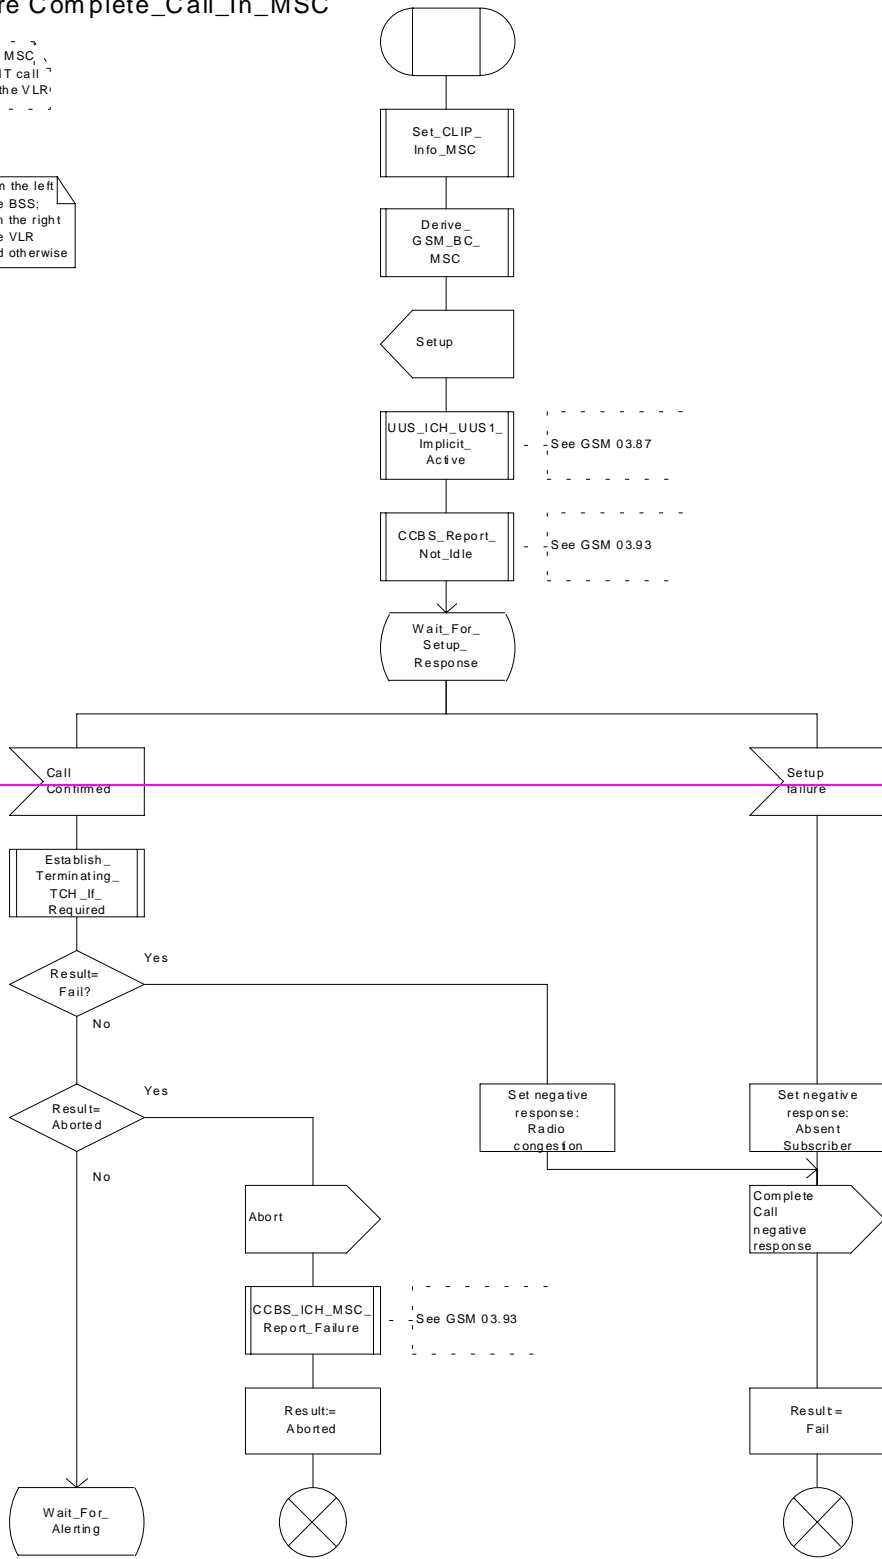 re Complete_Call_In_MSC
MSC
T call
the VLR
n the left
e BSS;
n the right
e VLR
d otherwise
Set_CLIP_
Info_MSC
Derive_
GSM_BC_
MSC
Setup
UUS_ICH_UUS1_
Implicit_
Active
See GSM 03.87
CCBS_Report_
Not_Idle
See GSM 03.93
Wait_For_
Setup_
Response
Call
Confirmed
Setup
failure
Establish_
Terminating_
TCH_If_
Required
Yes
Result=
Fail?
No
Yes
Result=
Aborted
No
Set negative
response:
Radio
congestion
Set negative
response:
Absent
Subscriber
Abort
Complete
Call
negative
response
CCBS_ICH_MSC_
Report_Failure
See GSM 03.93
Result:=
Aborted
Result:=
Fail
Wait_For_
Alerting